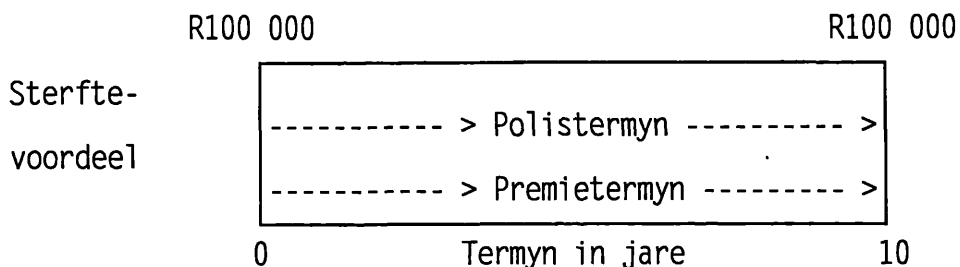 R100 000 R100 000
Sterfte-
----------- > Polistermyn ---------- >
voordeel
----------- > Premietermyn --------- >
0 Termyn in jare 10